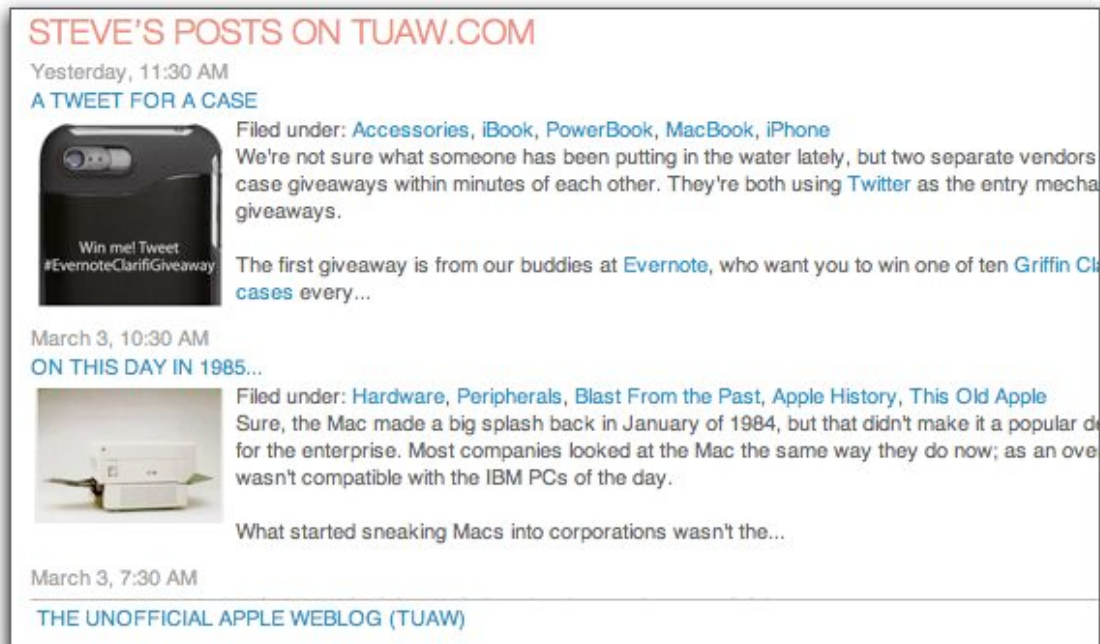 STEVE'S POSTS ON TUAW.COM
Yesterday, 11:30 AM
A TWEET FOR A CASE
Win me! Tweet
#EvernoteClarifiGiveaway
Filed under: Accessories, iBook, PowerBook, MacBook, iPhone
We're not sure what someone has been putting in the water lately, but two separate vendors
case giveaways within minutes of each other. They're both using Twitter as the entry mecha
giveaways.
The first giveaway is from our buddies at Evernote, who want you to win one of ten Griffin Cla
cases every...
March 3, 10:30 AM
ON THIS DAY IN 1985...
Filed under: Hardware, Peripherals, Blast From the Past, Apple History, This Old Apple
Sure, the Mac made a big splash back in January of 1984, but that didn't make it a popular de
for the enterprise. Most companies looked at the Mac the same way they do now; as an ove
wasn't compatible with the IBM PCs of the day.
What started sneaking Macs into corporations wasn't the...
March 3, 7:30 AM
THE UNOFFICIAL APPLE WEBLOG (TUAW)